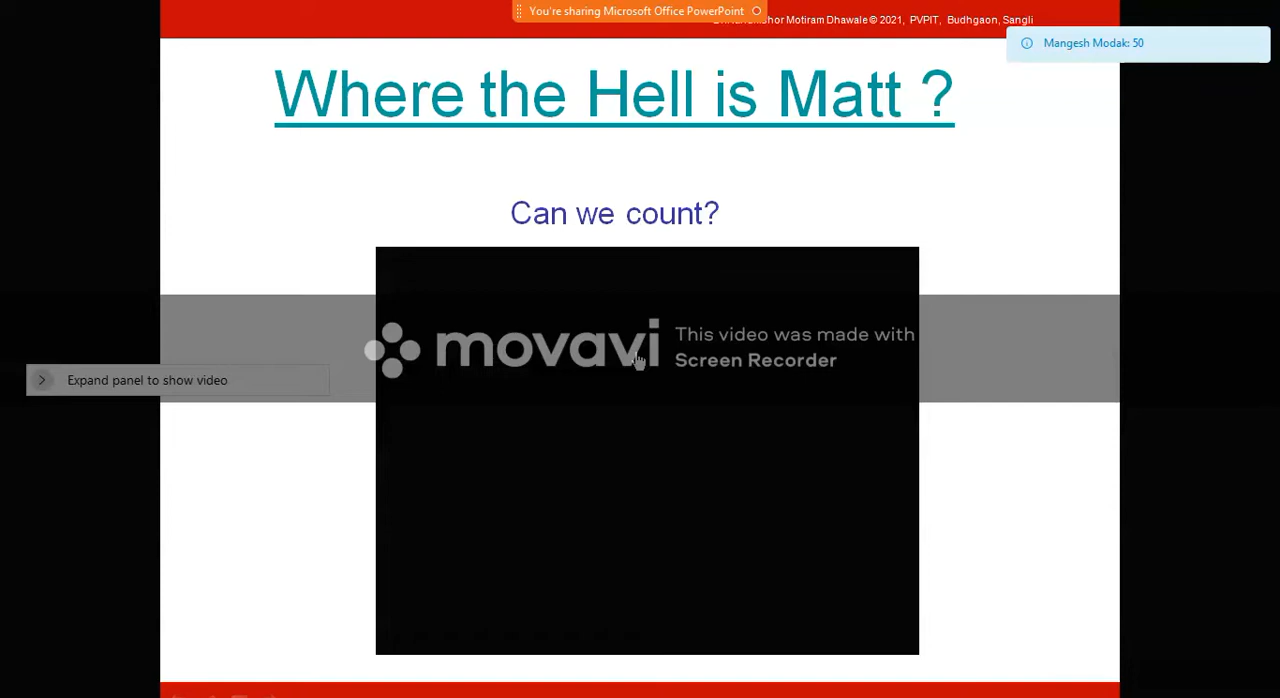 You're sharing Microsoft Office PowerPoint
Motiram Dhawale © 2021, PVPIT, Budhgaon, Sangli
Mangesh Modak: 50
Where the Hell is Matt ?
Can we count?
movavi
This video was made with
Screen Recorder
Expand panel to show video